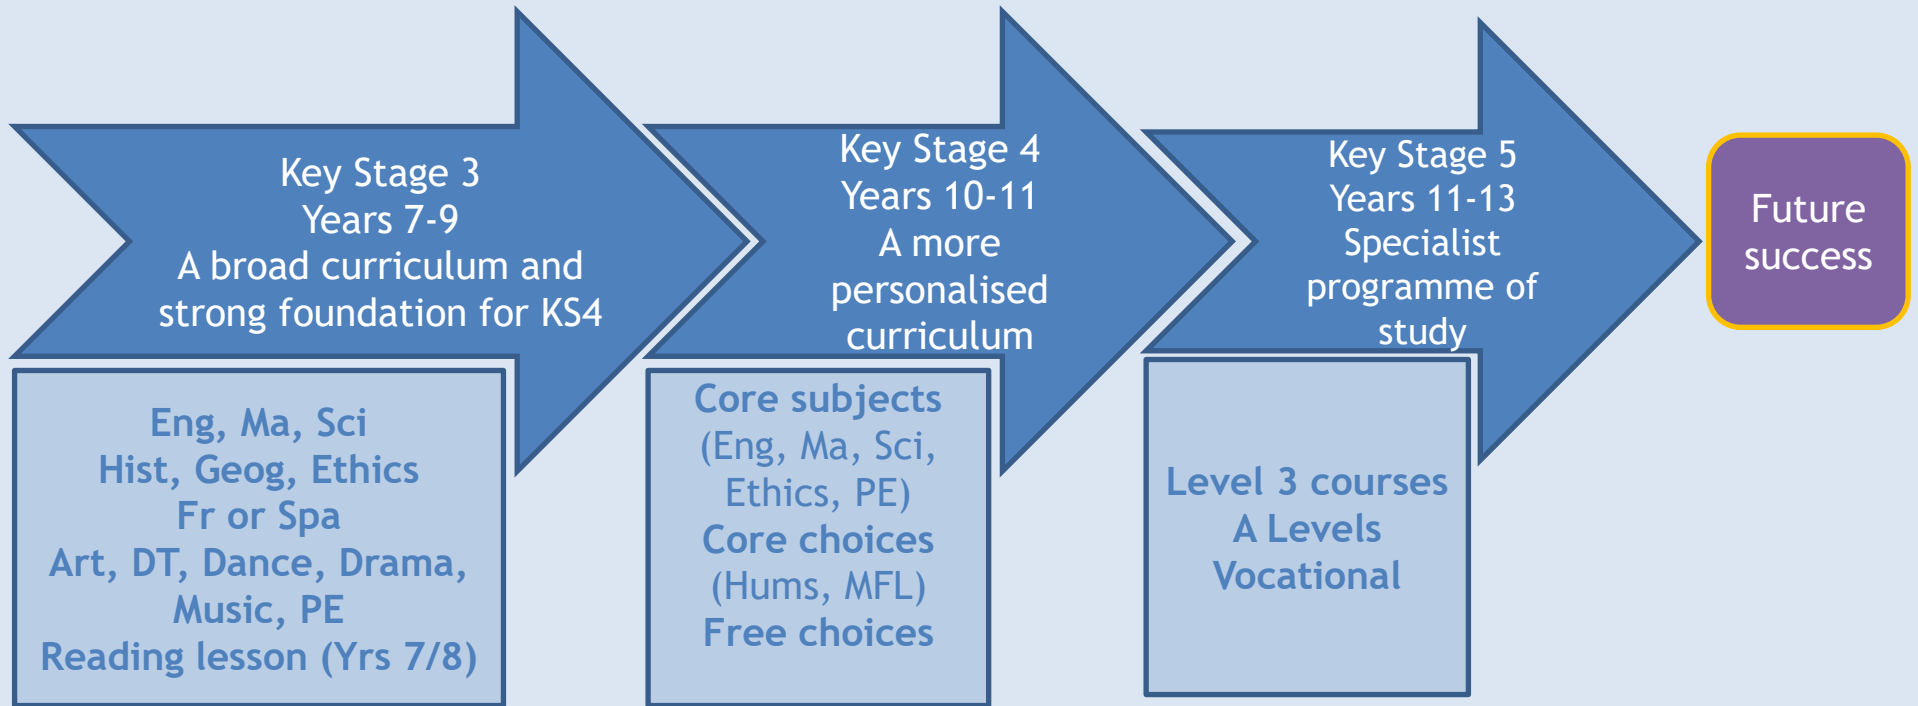 Key Stage 3
Years 7-9
A broad curriculum and
strong foundation for KS4
Eng, Ma, Sci
Hist, Geog, Ethics
Fr or Spa
Art, DT, Dance, Drama,
Music, PE
Reading lesson (Yrs 7/8)
Key Stage 4
Years 10-11
A more
personalised
curriculum
Core subjects
(Eng, Ma, Sci,
Ethics, PE)
Core choices
(Hums, MFL)
Free choices
Key Stage 5
Years 11-13
Specialist
programme of
study
Level 3 courses
A Levels
Vocational
Future
success